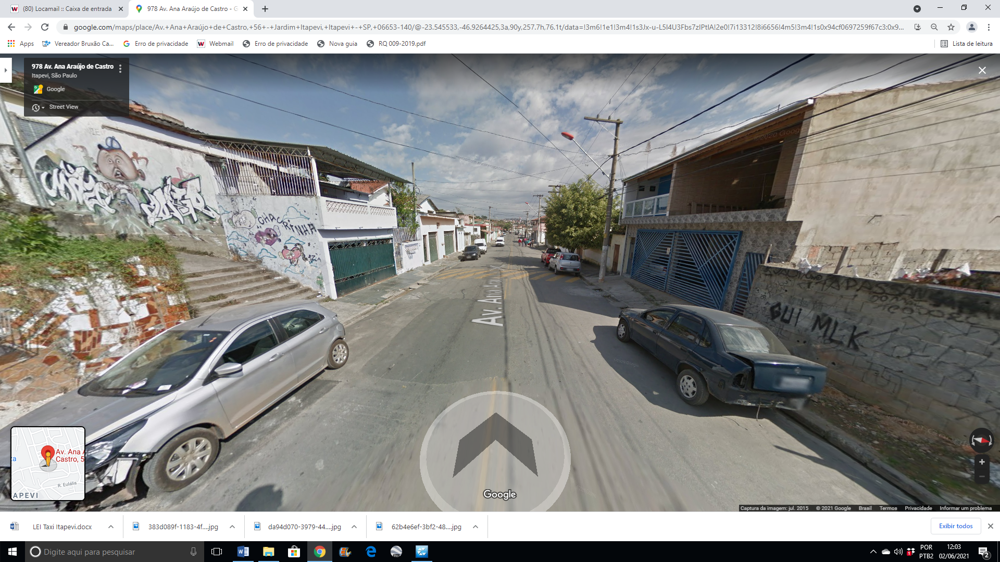 (80) Locamail :: Caixa de entrada
978 Av. Ana Araújo de Castro - G
google.com/maps/place/Av.+Ana+Araújo+de+Castro,+56+-+Jardim+Itapevi,+Itapevi+-+SP,+06653-140/@-23.545533,-46.9264425,3a,90y,257.7h,76.1t/data=!3m6!1e1!3m4!1s3Jx-u-L5I4U3Fbs7zIPtIA!2e0!7i13312!8i6656!4m5!3m4!1s0x94cf0697259f67c3:0x9...
Apps
Vereador Bruxão Ca...
Erro de privacidade
Webmail
Erro de privacidade
Nova guia
RQ 009-2019.pdf
Lista de leitura
978 Av. Ana Araújo de Castro
Itapevi, São Paulo
Google
Street View
CHACRINHA
GUI MLK
Av. Ana Ara
Av. Ana A
Castro, 5
R. Eulália
APEVI
Google
Captura da imagem: jul. 2015 © 2021 Google Brasil Termos Privacidade Informar um problema
LEI Taxi Itapevi.docx
383d089f-1183-4f....jpg
da94d070-3979-44....jpg
62b4e6ef-3bf2-48....jpg
Exibir todos
Digite aqui para pesquisar
POR
PTB2
12:03
02/06/2021
2